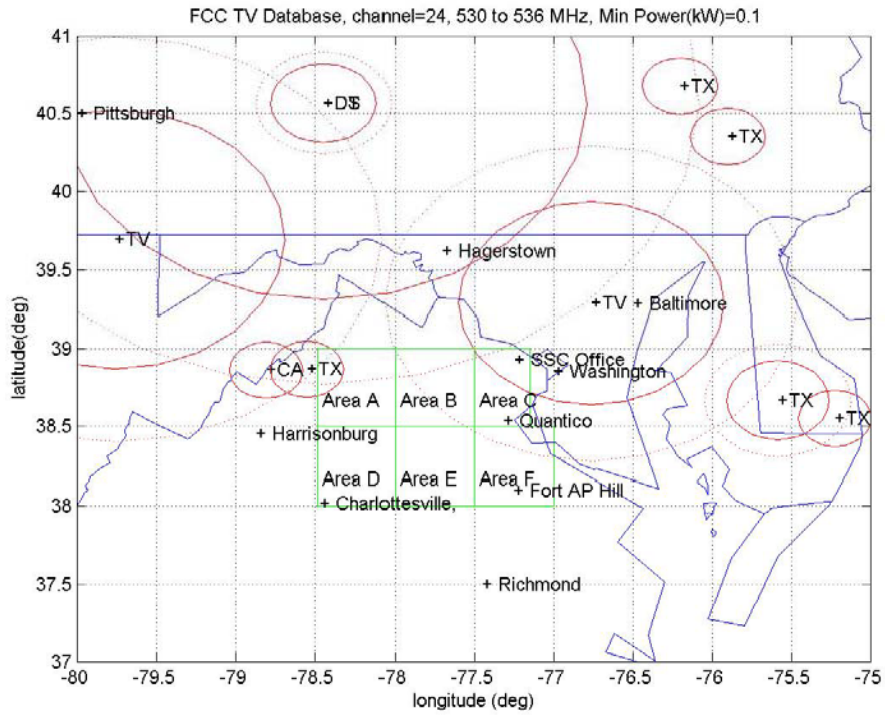 FCC TV Database, channel=24, 530 to 536 MHz, Min Power(kW)=0.1
41
40.5
40
39.5
39
38.5
38
37.5
37
latitude(deg)
+Pittsburgh
+TX
+TX
+TV
+Hagerstown
+TV
+Baltimore
+CA
+TX
+SSC Office
+Washington
Area A
Area B
Area C
+TX
+TX
+Quantico
+Harrisonburg
Area D
Area E
Area F
+Fort AP Hill
+Charlottesville,
+Richmond
-80
-79.5
-79
-78.5
-78
-77.5
-77
-76.5
-76
-75.5
-75
longitude (deg)